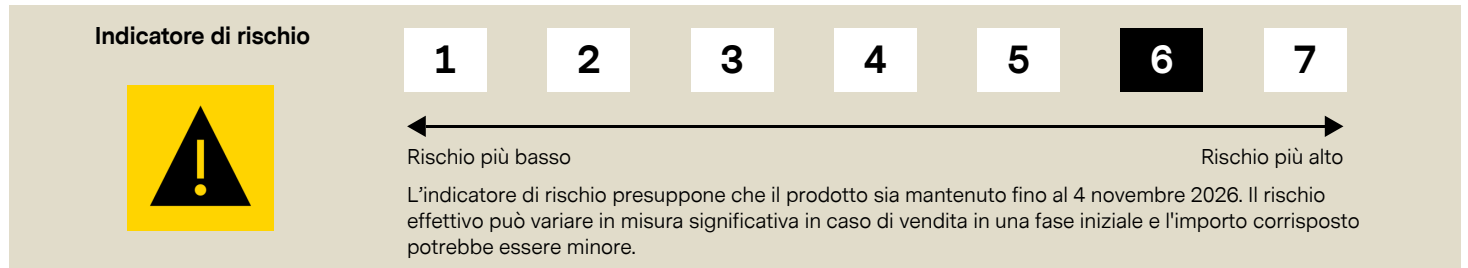 Indicatore di rischio
1 2 3 4 5 6 7
Rischio più basso Rischio più alto
L’indicatore di rischio presuppone che il prodotto sia mantenuto fino al 4 novembre 2026. Il rischio
effettivo può variare in misura significativa in caso di vendita in una fase iniziale e l'importo corrisposto
potrebbe essere minore.